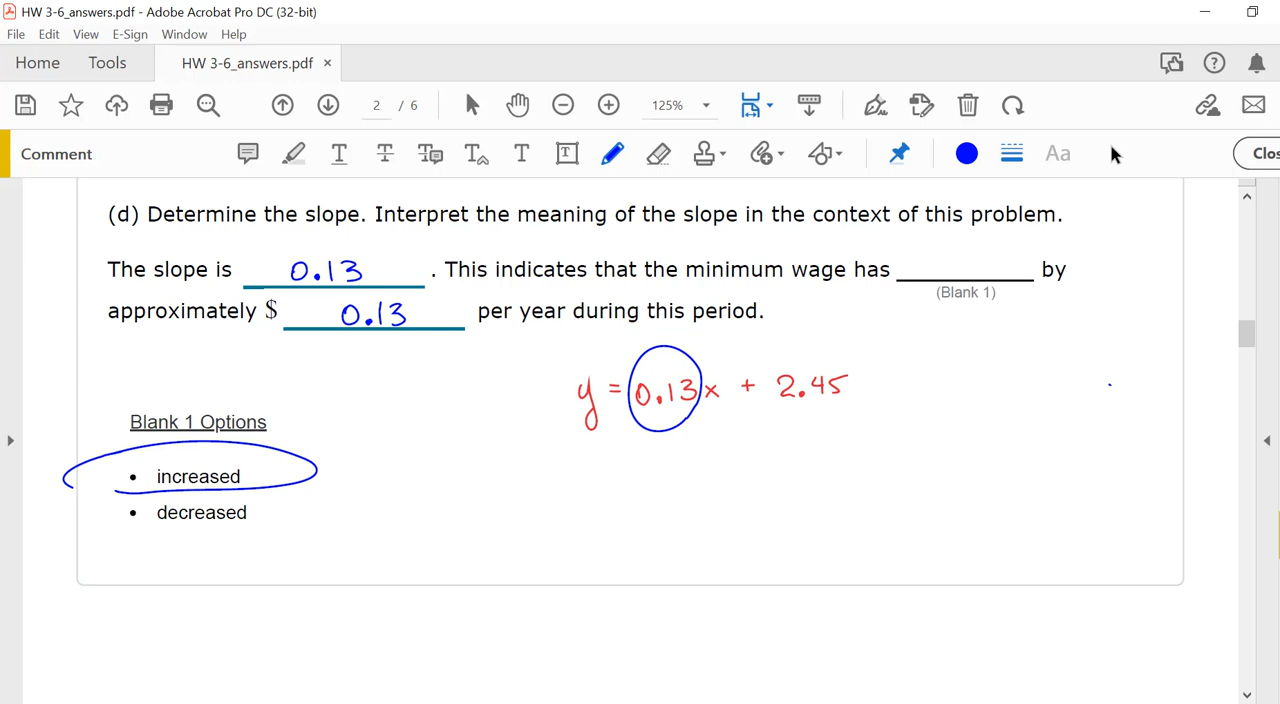 HW 3-6_answers.pdf - Adobe Acrobat Pro DC (32-bit)
File Edit View E-Sign Window Help
Home Tools HW 3-6_answers.pdf ×
2 / 6 125%
Comment T T T T T T Aa Clos
(d) Determine the slope. Interpret the meaning of the slope in the context of this problem.
The slope is 0.13 . This indicates that the minimum wage has ____________ by
(Blank 1)
approximately $ 0.13 per year during this period.
y = 0.13x + 2.45
Blank 1 Options
• increased
• decreased